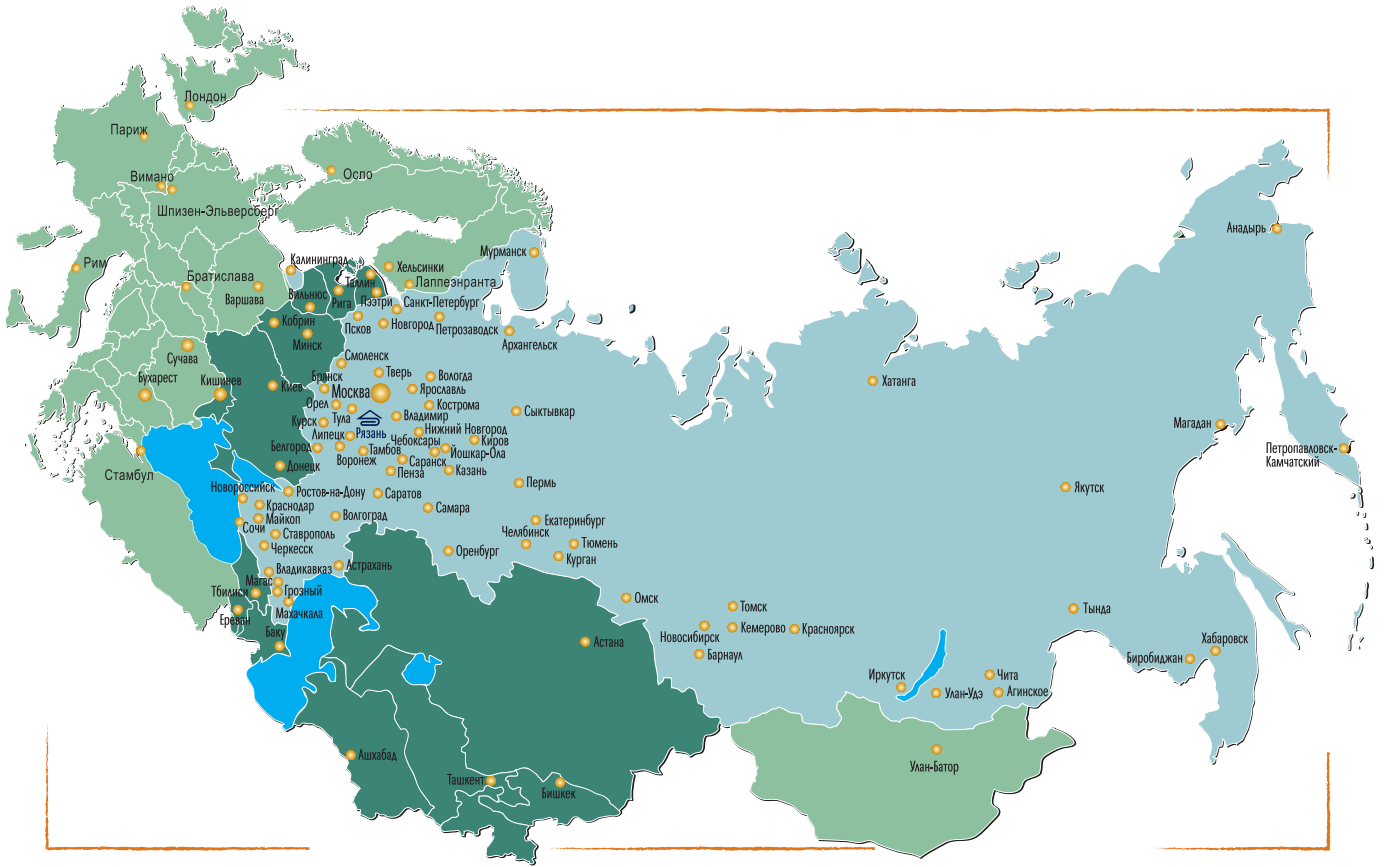 Лондон
Париж
Осло
Вимано
Шпизен-Эльверсберг
Анадырь
Мурманск
Калининград
Рим
Хельсинки
Братислава
Таллин
Лаппеэнранта
Варшава
Вильнюс
Рига
Паэтри
Санкт-Петербург
Кобрин
Псков
Новгород
Петрозаводск
Минск
Архангельск
Сучава
Смоленск
Тверь
Вологда
Хатанга
Бухарест
Кишинев
Киев
Брянск
Москва
Ярославль
Орел
Кострома
Сыктывкар
Курск
Тула
Владимир
Магадан
Липецк
Рязань
Нижний Новгород
Чебоксары
Киров
Белгород
Тамбов
Йошкар-Ола
Петропавловск-
Камчатский
Воронеж
Саранск
Донецк
Пенза
Казань
Стамбул
Новороссийск
Ростов-на-Дону
Саратов
Пермь
Якутск
Краснодар
Самара
Майкоп
Волгоград
Екатеринбург
Сочи
Ставрополь
Челябинск
Черкесск
Оренбург
Тюмень
Курган
Астрахань
Владикавказ
Магас
Тбилиси
Грозный
Омск
Томск
Тында
Махачкала
Ереван
Новосибирск
Кемерово
Красноярск
Баку
Астана
Барнаул
Хабаровск
Биробиджан
Иркутск
Чита
Улан-Удэ
Агинское
Ашхабад
Улан-Батор
Ташкент
Бишкек